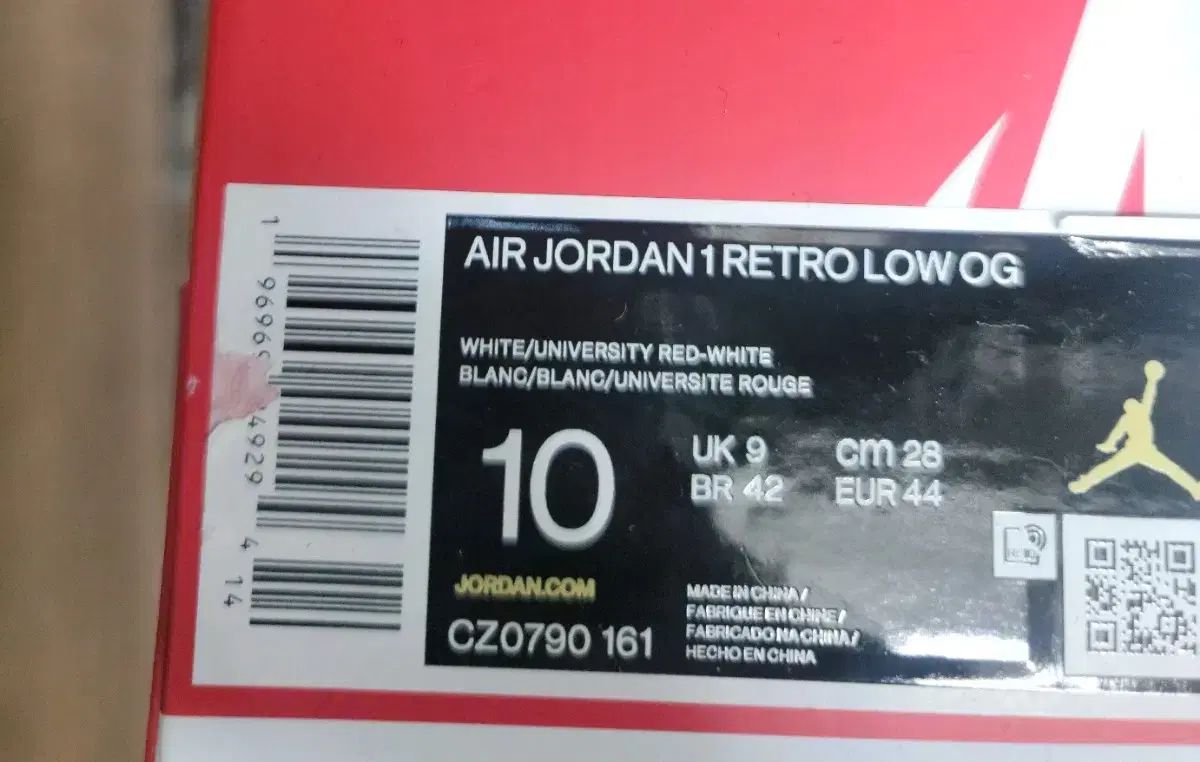 AIR JORDAN 1 RETRO LOW OG
WHITE/UNIVERSITY RED-WHITE
BLANC/BLANC/UNIVERSITE ROUGE
10
UK 9
cm 28
BR 42
EUR 44
JORDAN.COM
CZ0790 161
MADE IN CHINA/
FABRIQUE EN CHINE/
FABRICADO NA CHINA/
HECHO EN CHINA
1
4
14